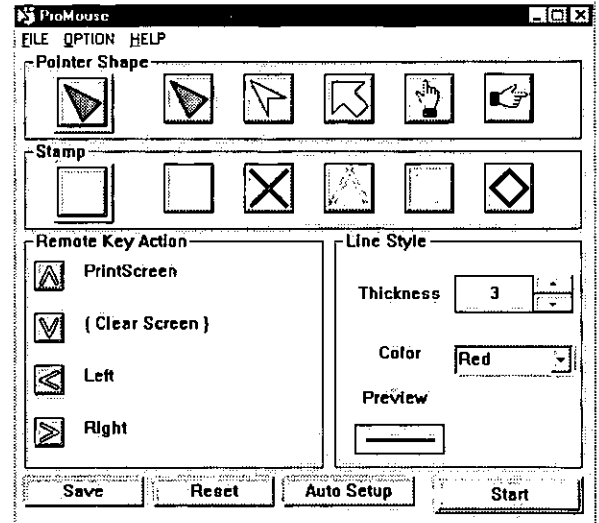 ProMouse
FILE OPTION HELP
Pointer Shape
Stamp
Remote Key Action
PrintScreen
( Clear Screen )
Left
Right
Line Style
Thickness 3
Color Red
Preview
Save Reset Auto Setup Start